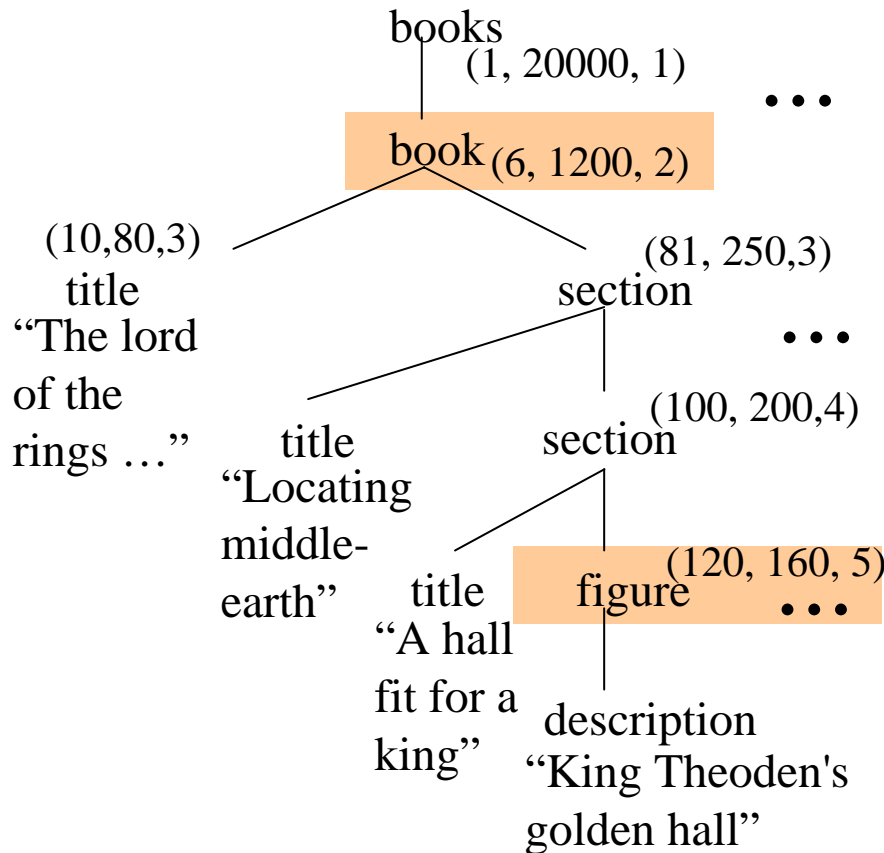 books
(1, 20000, 1)
•••
book (6, 1200, 2)
(10,80,3)
(81, 250,3)
title
section
“The lord
of the
rings …”
•••
(100, 200,4)
title
section
“Locating
middle-
earth”
(120, 160, 5)
title
figure
•••
“A hall
fit for a
king”
description
“King Theoden's
golden hall”